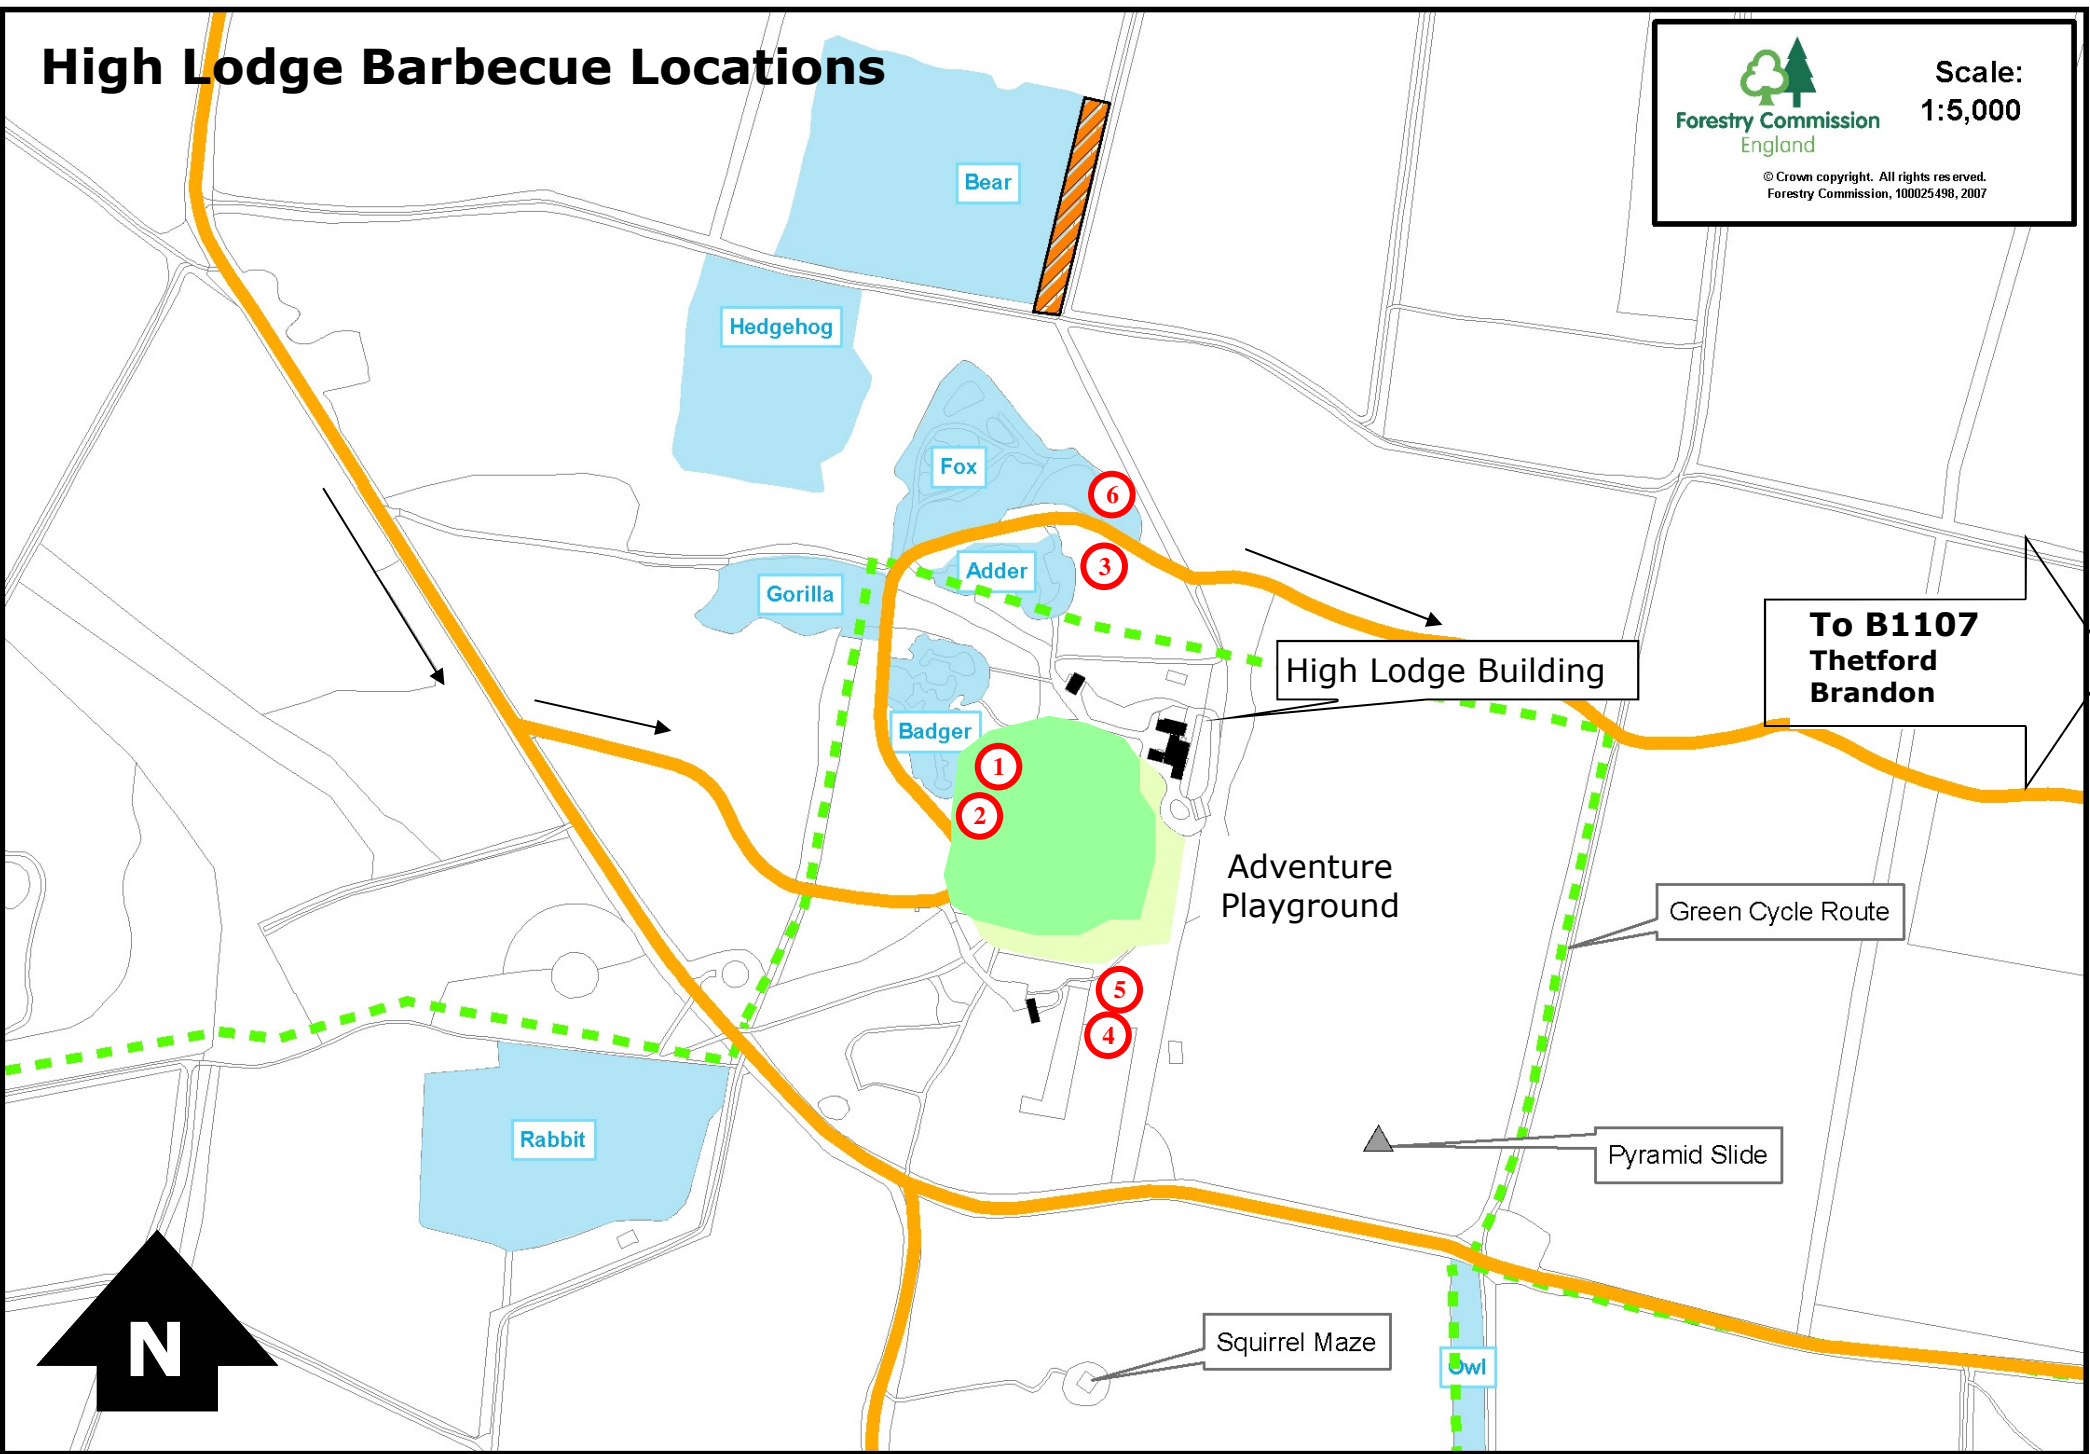 High Lodge Barbecue Locations
Forestry Commission
England
Scale:
1:5,000
© Crown copyright. All rights reserved.
Forestry Commission, 100025498, 2007
Bear
Hedgehog
Fox
6
3
Adder
Gorilla
High Lodge Building
To B1107
Thetford
Brandon
Badger
1
2
Adventure
Playground
Green Cycle Route
5
4
Rabbit
Pyramid Slide
N
Squirrel Maze
Owl